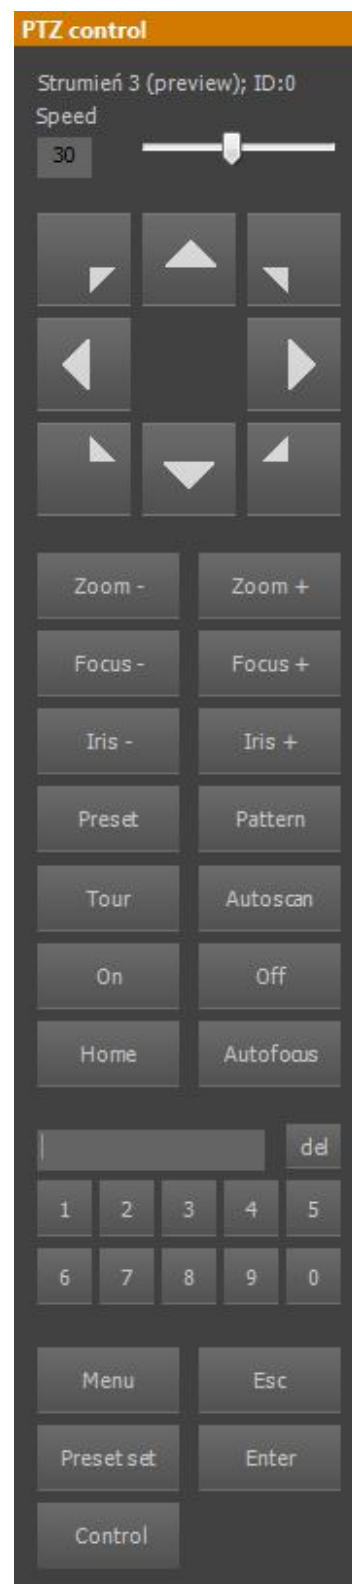 PTZ control
Strumień 3 (preview); ID:0
Speed
30
Zoom - Zoom +
Focus - Focus +
Iris - Iris +
Preset Pattern
Tour Autoscan
On Off
Home Autofocus
del
1 2 3 4 5
6 7 8 9 0
Menu Esc
Preset set Enter
Control